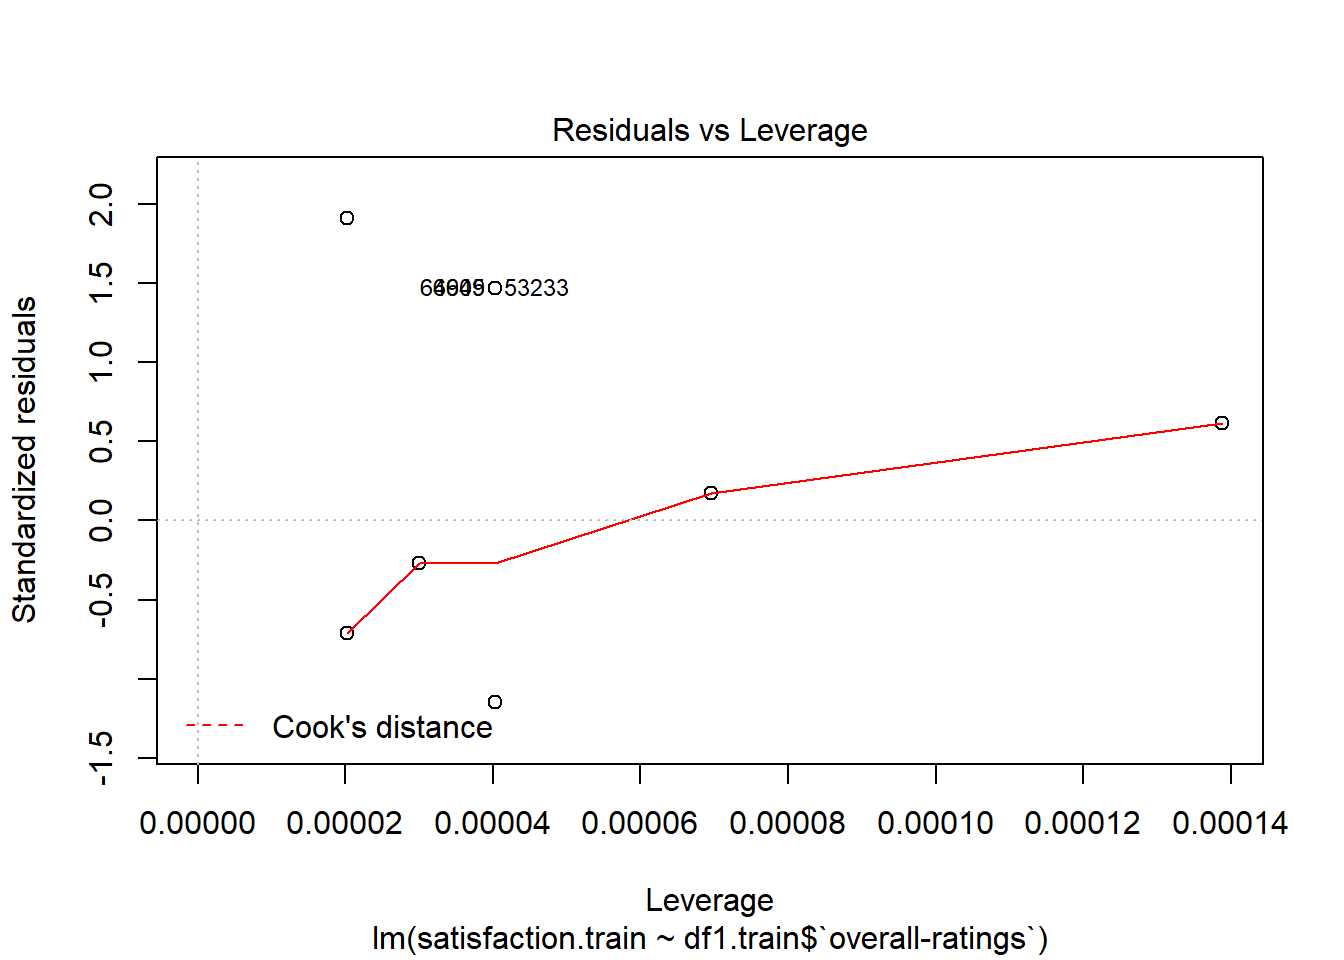 Residuals vs Leverage
Standardized residuals
2.0
1.5
1.0
0.5
0.0
-0.5
-1.5
53233
Cook's distance
0.00000 0.00002 0.00004 0.00006 0.00008 0.00010 0.00012 0.00014
Leverage
lm(satisfaction.train ~ df1.train$`overall-ratings`)